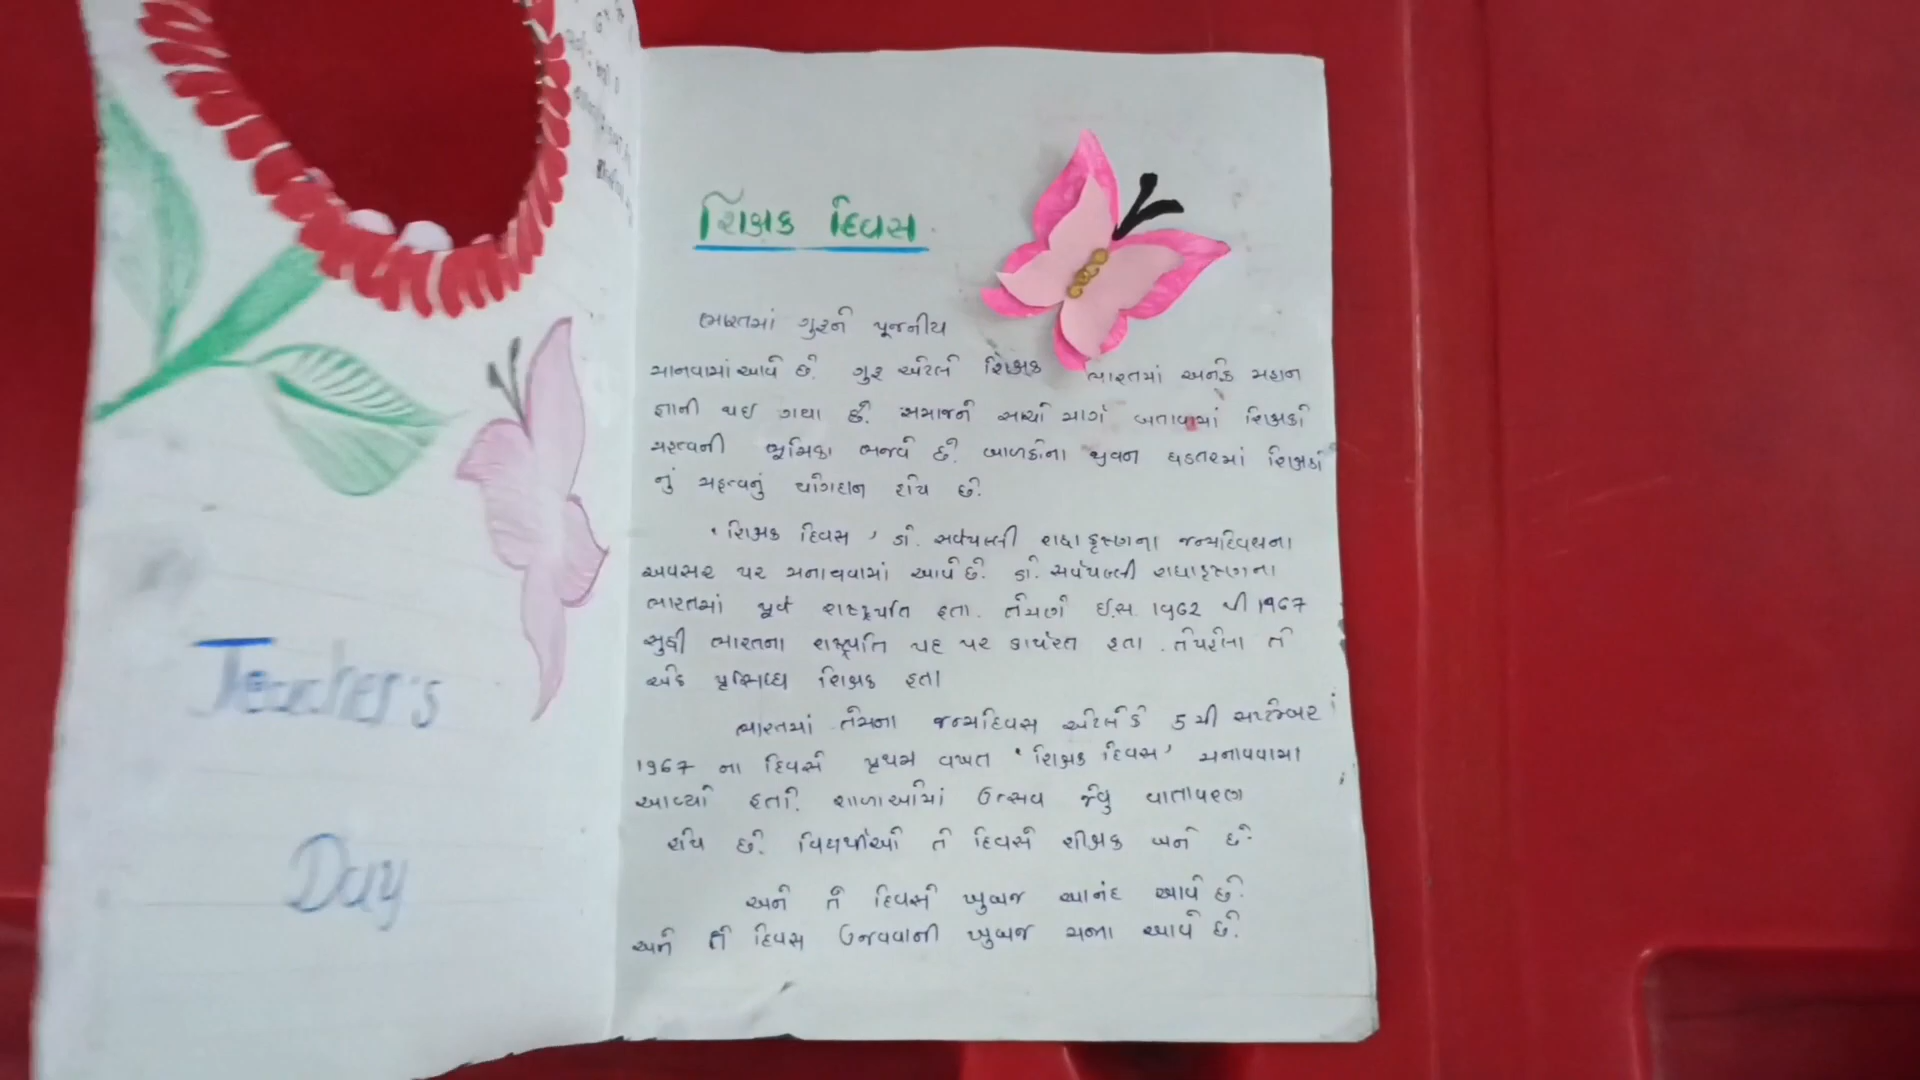 Teacher's
Day
શિક્ષક દિવસ
ભારતમાં ગુરુને પૂજનીય
માનવામાં આવે છે. ગુરુ એટલે શિક્ષક ભારતમાં અનેક મહાન
જ્ઞાની થઇ ગયા છે. સમાજને સાચો માર્ગ બતાવવામાં શિક્ષકો
મહત્વની ભૂમિકા ભજવે છે. બાળકોના ઘડતરમાં શિક્ષકો
નું મહત્વનું યોગદાન હોય છે.
'શિક્ષક દિવસ' ડો. સર્વપલ્લી રાધાકૃષ્ણના જન્મદિવસના
અવસર પર મનાવવામાં આવે છે. ડો. સર્વપલ્લી રાધાકૃષ્ણના
ભારતમાં પૂર્વ રાષ્ટ્રપતિ હતા. તેમણે ઈ.સ. 1962 થી 1967
સુધી ભારતના રાષ્ટ્રપતિ પદ પર કાર્યરત હતા. તે
એક પ્રસિધ્ધ શિક્ષક હતા
ભારતમાં તેમના જન્મદિવસ એટલે કે 5 મી સપ્ટેમ્બર
1967 ના દિવસે પ્રથમ વખત 'શિક્ષક દિવસ' મનાવવામા
આવ્યો હતો. શાળાઓમાં ઉત્સવ જેવુ વાતાવરણ
હોય છે. વિદ્યાર્થીઓ તે દિવસે શીક્ષક બને છે.
અને તે દિવસે ખુબજ આનંદ આવે છે.
અને તે દિવસ ઉજવવાની ખુબજ મજા આવે છે.